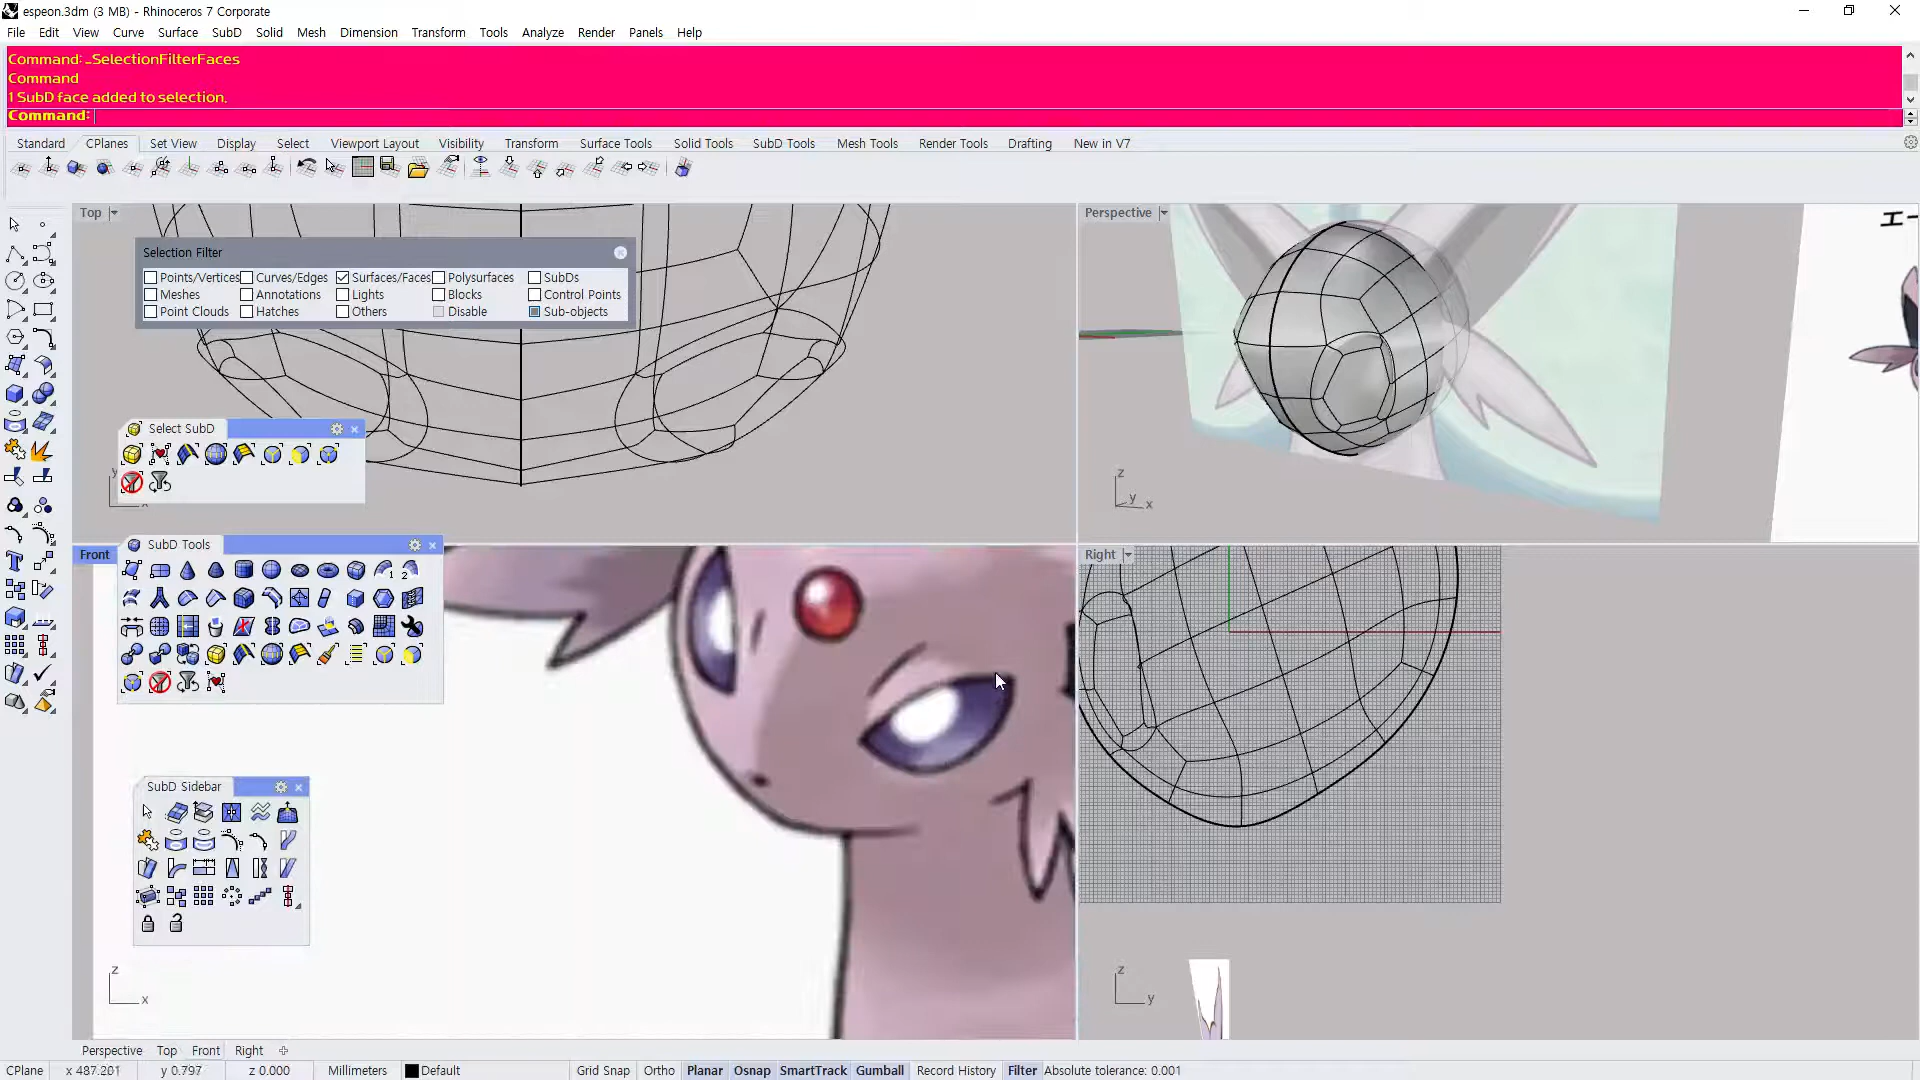 espeon.3dm (3 MB) - Rhinoceros 7 Corporate
File Edit View Curve Surface SubD Solid Mesh Dimension Transform Tools Analyze Render Panels Help
Command: _SelectionFilterFaces
Command
1 SubD face added to selection.
Command:
Standard CPlanes Set View Display Select Viewport Layout Visibility Transform Surface Tools Solid Tools SubD Tools Mesh Tools Render Tools Drafting New in V7
Top
Perspective
エー
Selection Filter
Points/Vertices Curves/Edges Surfaces/Faces Polysurfaces SubDs
Meshes Annotations Lights Blocks Control Points
Point Clouds Hatches Others Disable Sub-objects
Select SubD
y
z
y
x
Front
SubD Tools
1 2
Right
SubD Sidebar
z
x
z
y
Perspective Top Front Right
CPlane x 487.201 y 0.797 z 0.000 Millimeters Default Grid Snap Ortho Planar Osnap SmartTrack Gumball Record History Filter Absolute tolerance: 0.001